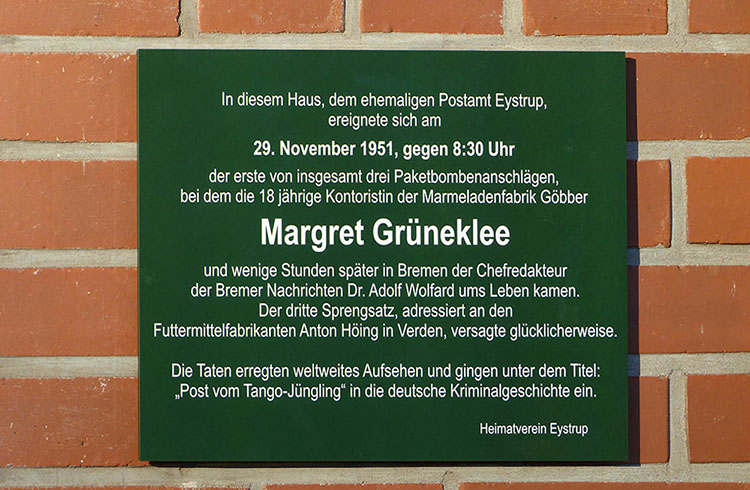 In diesem Haus, dem ehemaligen Postamt Eystrup,
ereignete sich am
29. November 1951, gegen 8:30 Uhr
der erste von insgesamt drei Paketbombenanschlägen,
bei dem die 18 jährige Kontoristin der Marmeladenfabrik Göbber
Margret Grüneklee
und wenige Stunden später in Bremen der Chefredakteur
der Bremer Nachrichten Dr. Adolf Wolfard ums Leben kamen.
Der dritte Sprengsatz, adressiert an den
Futtermittelfabrikanten Anton Höing in Verden, versagte glücklicherweise.
Die Taten erregten weltweites Aufsehen und gingen unter dem Titel:
„Post vom Tango-Jüngling“ in die deutsche Kriminalgeschichte ein.
Heimatverein Eystrup